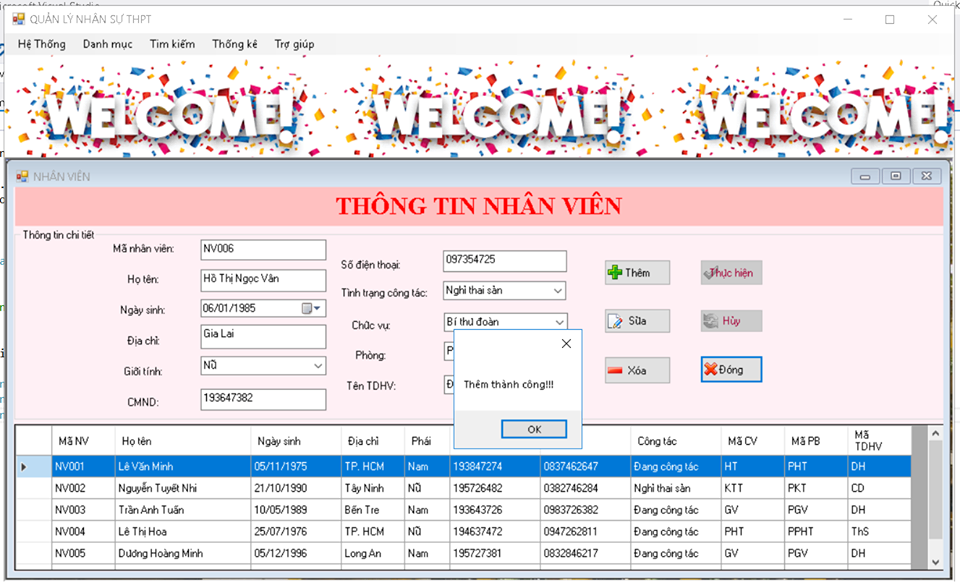 QUẢN LÝ NHÂN SỰ THPT
Hệ Thống Danh mục Tìm kiếm Thống kê Trợ giúp
WELCOME! WELCOME! WELCOME!
NHÂN VIÊN
THÔNG TIN NHÂN VIÊN
Thông tin chi tiết
Mã nhân viên: NV006
Họ tên: Hồ Thị Ngọc Vân
Ngày sinh: 06/01/1985
Địa chỉ: Gia Lai
Giới tính: Nữ
CMND: 193647382
Số điện thoại: 097354725
Tình trạng công tác: Nghỉ thai sản
Chức vụ: Bí thư đoàn
Phòng: P
Tên TDHV: Đ
Thêm Thực hiện
Sửa Hủy
Xóa Đóng
Thêm thành công!!!
OK
Mã NV Họ tên Ngày sinh Địa chỉ Phái Công tác Mã CV Mã PB Mã TDHV
NV001 Lê Văn Minh 05/11/1975 TP. HCM Nam 193847274 0837462647 Đang công tác HT PHT DH
NV002 Nguyễn Tuyết Nhi 21/10/1990 Tây Ninh Nữ 195726482 0382746284 Nghỉ thai sản KTT PKT CD
NV003 Trần Anh Tuấn 10/05/1989 Bến Tre Nam 193643726 0983726382 Đang công tác GV PGV DH
NV004 Lê Thị Hoa 25/07/1976 TP. HCM Nữ 194637472 0947262811 Đang công tác PHT PPHT ThS
NV005 Dương Hoàng Minh 05/12/1996 Long An Nam 195727381 0832846217 Đang công tác GV PGV DH